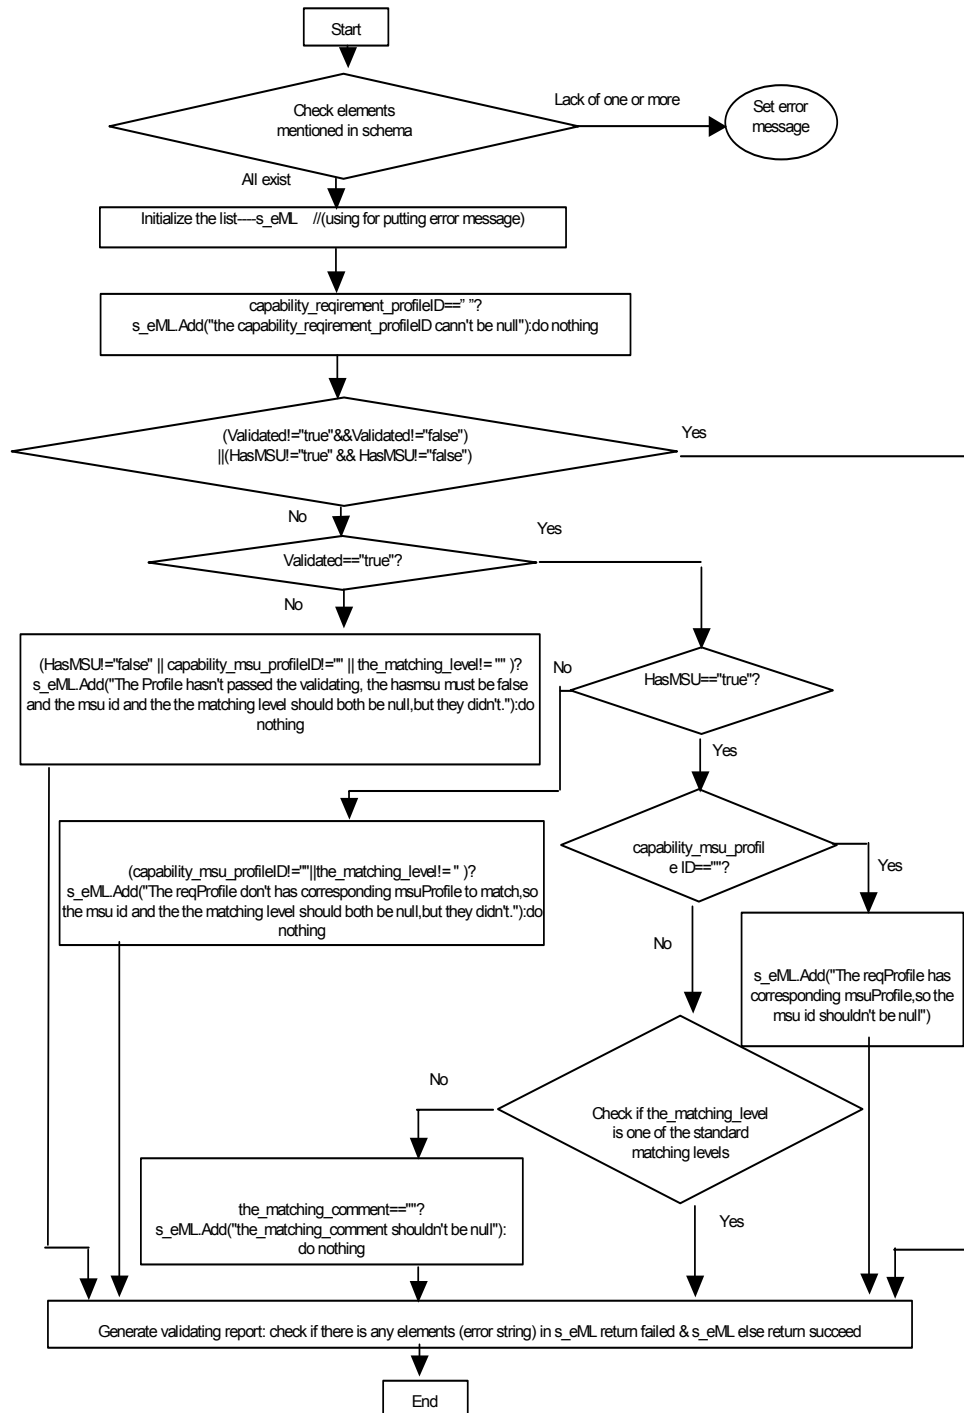 Start
Check elements
mentioned in schema
Lack of one or more
Set error
message
All exist
Initialize the list----s_eML //(using for putting error message)
capability_reqirement_profileID==” ”?
s_eML.Add("the capability_reqirement_profileID cann't be null"):do nothing
(Validated!="true"&&Validated!="false")
||(HasMSU!="true" && HasMSU!="false")
Yes
No
Yes
Validated=="true"?
No
(HasMSU!="false" || capability_msu_profileID!="" || the_matching_level!= "" )?
s_eML.Add("The Profile hasn't passed the validating, the hasmsu must be false
and the msu id and the the matching level should both be null,but they didn't."):do
nothing
No
HasMSU=="true"?
Yes
(capability_msu_profileID!=""||the_matching_level!= " )?
s_eML.Add("The reqProfile don't has corresponding msuProfile to match,so
the msu id and the the matching level should both be null,but they didn't."):do
nothing
capability_msu_profil
e ID==""?
Yes
No
s_eML.Add("The reqProfile has
corresponding msuProfile,so the
msu id shouldn't be null")
No
Check if the_matching_level
is one of the standard
matching levels
the_matching_comment==""?
s_eML.Add("the_matching_comment shouldn't be null"):
do nothing
Yes
Generate validating report: check if there is any elements (error string) in s_eML return failed & s_eML else return succeed
End